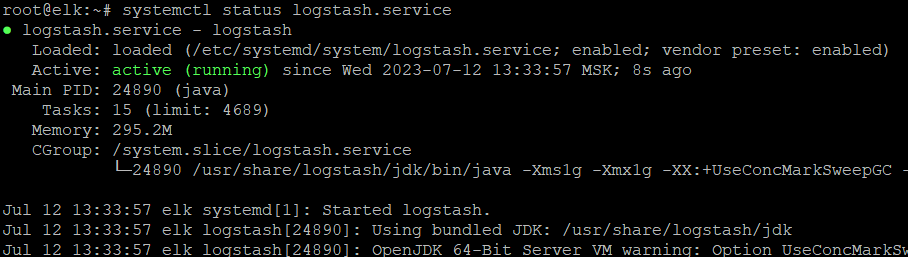 root@elk:~# systemctl status logstash.service
● logstash.service - logstash
Loaded: loaded (/etc/systemd/system/logstash.service; enabled; vendor preset: enabled)
Active: active (running) since Wed 2023-07-12 13:33:57 MSK; 8s ago
Main PID: 24890 (java)
Tasks: 15 (limit: 4689)
Memory: 295.2M
CGroup: /system.slice/logstash.service
└─24890 /usr/share/logstash/jdk/bin/java -Xms1g -Xmx1g -XX:+UseConcMarkSweepGC -
Jul 12 13:33:57 elk systemd[1]: Started logstash.
Jul 12 13:33:57 elk logstash[24890]: Using bundled JDK: /usr/share/logstash/jdk
Jul 12 13:33:57 elk logstash[24890]: OpenJDK 64-Bit Server VM warning: Option UseConcMarkSw